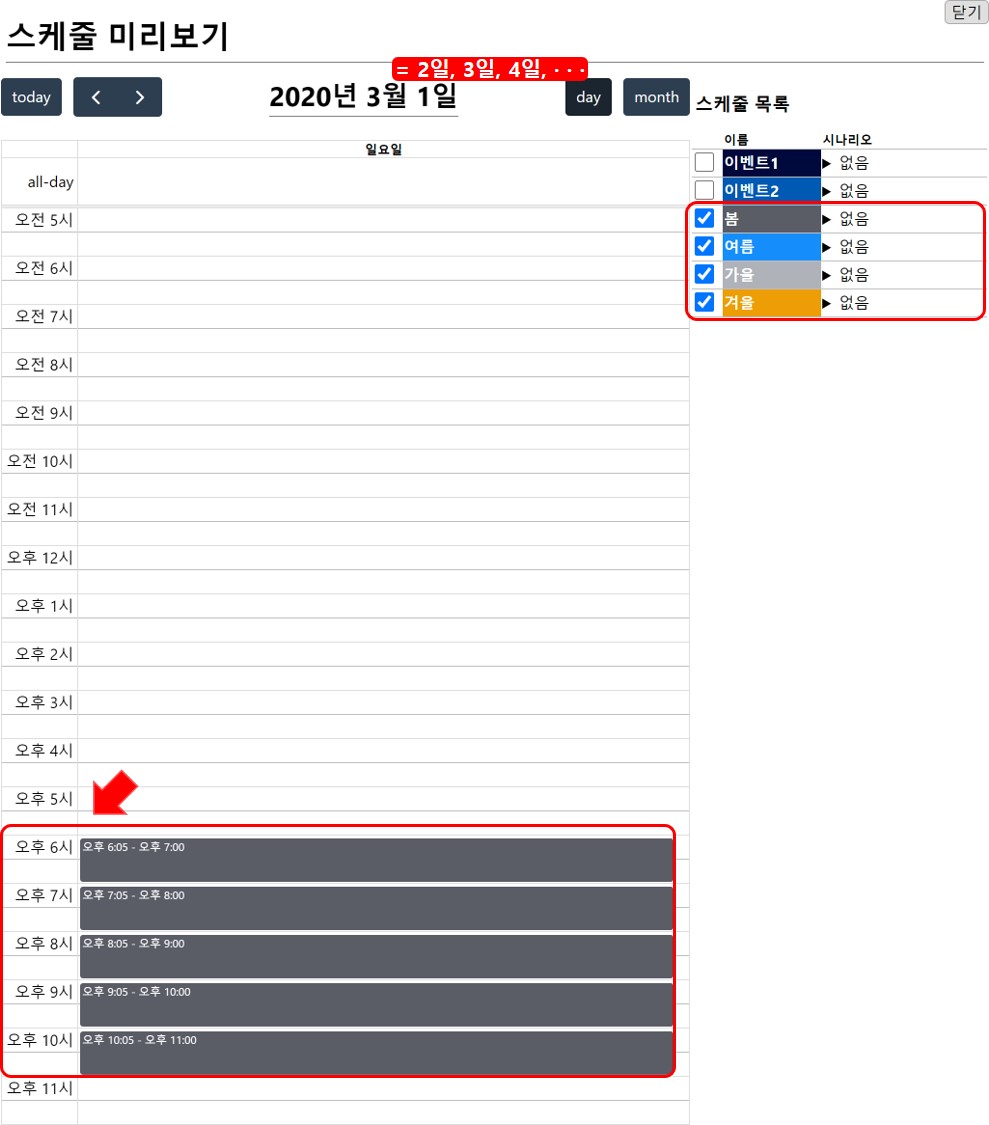 닫기
스케줄 미리보기
= 2일, 3일, 4일, · · ·
today
2020년 3월 1일
day
month
스케줄 목록
일요일
all-day
이름 시나리오
이벤트1 ▶ 없음
이벤트2 ▶ 없음
봄 ▶ 없음
여름 ▶ 없음
가을 ▶ 없음
겨울 ▶ 없음
오전 5시
오전 6시
오전 7시
오전 8시
오전 9시
오전 10시
오전 11시
오후 12시
오후 1시
오후 2시
오후 3시
오후 4시
오후 5시
오후 6시 오후 6:05 - 오후 7:00
오후 7시 오후 7:05 - 오후 8:00
오후 8시 오후 8:05 - 오후 9:00
오후 9시 오후 9:05 - 오후 10:00
오후 10시 오후 10:05 - 오후 11:00
오후 11시